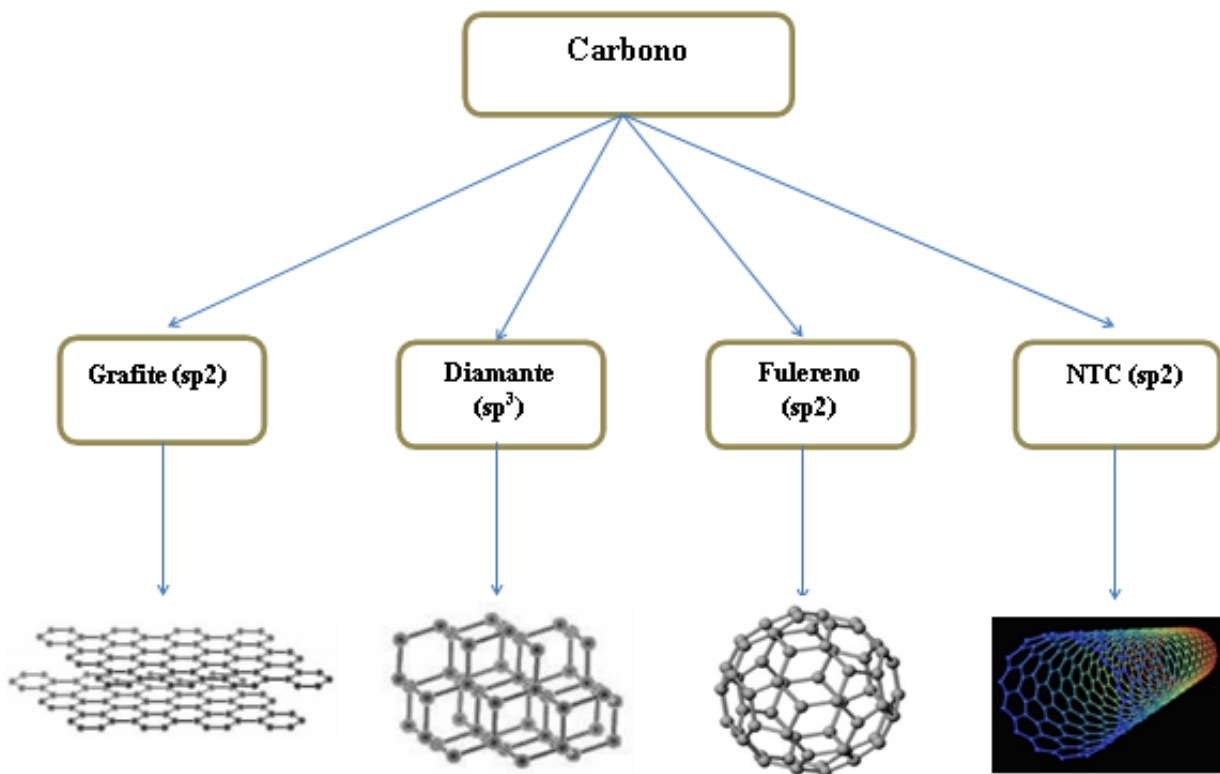 Carbono
Grafite (sp2)
Diamante
(sp³)
Fulereno
(sp2)
NTC (sp2)